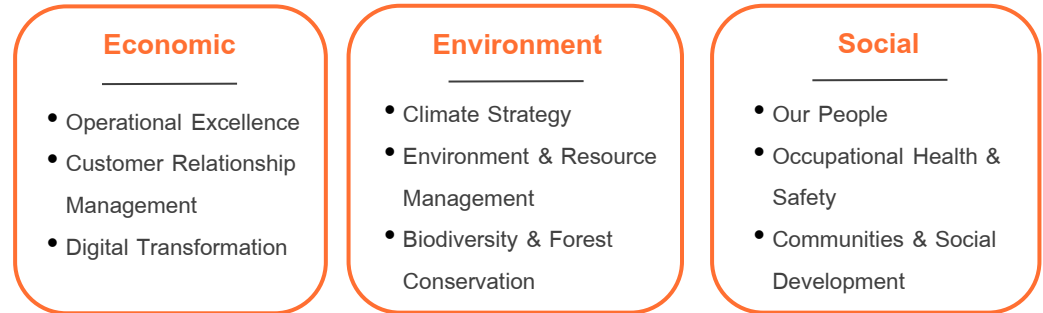 Economic
• Operational Excellence
• Customer Relationship
Management
• Digital Transformation
Environment
• Climate Strategy
• Environment & Resource
Management
• Biodiversity & Forest
Conservation
Social
• Our People
• Occupational Health &
Safety
• Communities & Social
Development